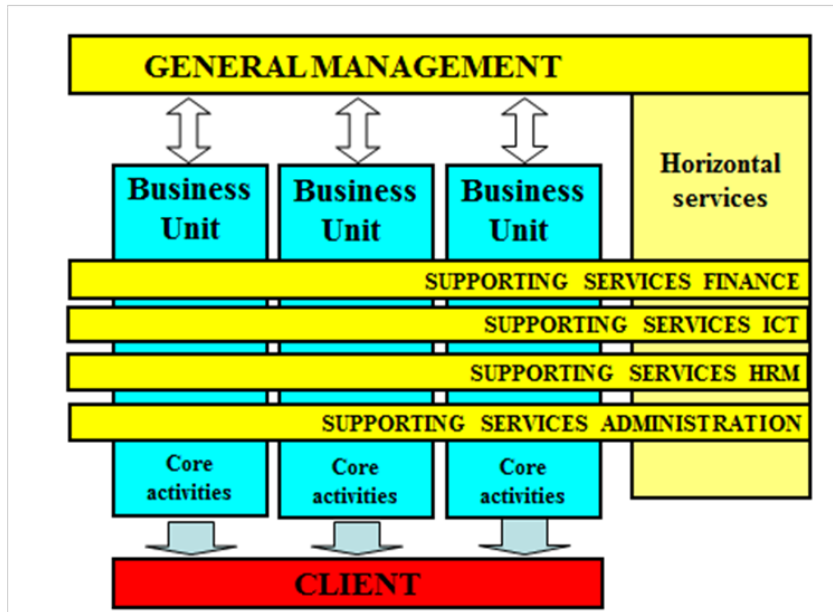 GENERAL MANAGEMENT
Business
Unit
Business
Unit
Business
Unit
Horizontal
services
SUPPORTING SERVICES FINANCE
SUPPORTING SERVICES ICT
SUPPORTING SERVICES HRM
SUPPORTING SERVICES ADMINISTRATION
Core
activities
Core
activities
Core
activities
CLIENT